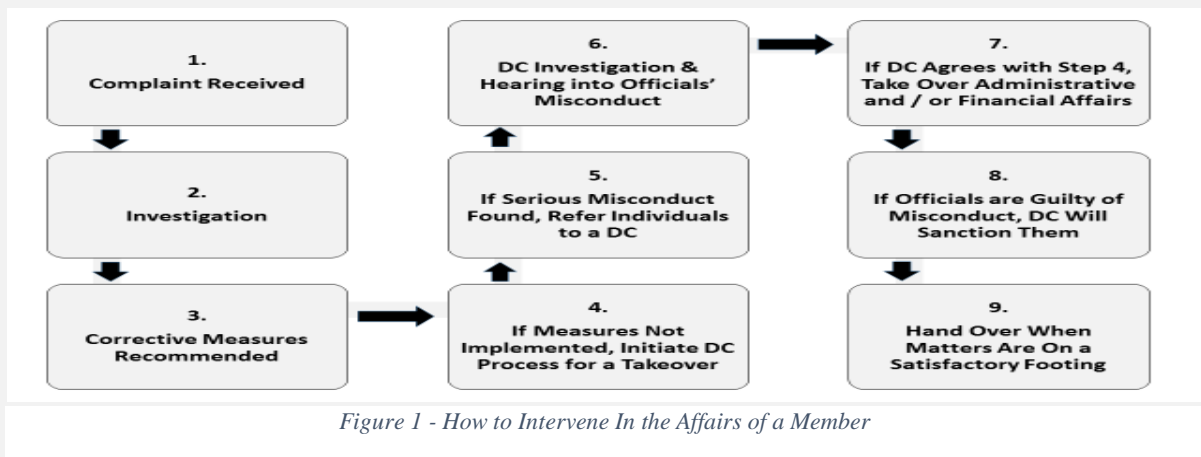 1.
Complaint Received
2.
Investigation
3.
Corrective Measures
Recommended
4.
If Measures Not
Implemented, Initiate DC
Process for a Takeover
5.
If Serious Misconduct
Found, Refer Individuals
to a DC
6.
DC Investigation &
Hearing into Officials'
Misconduct
7.
If DC Agrees with Step 4,
Take Over Administrative
and / or Financial Affairs
8.
If Officials are Guilty of
Misconduct, DC Will
Sanction Them
9.
Hand Over When
Matters Are On a
Satisfactory Footing
Figure 1 - How to Intervene In the Affairs of a Member